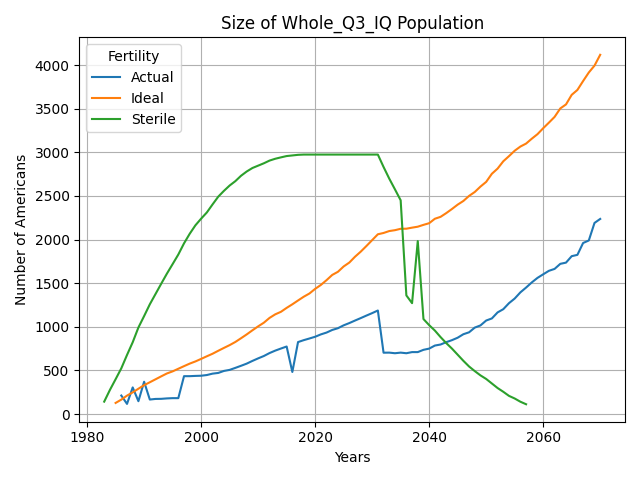 Size of Whole_Q3_IQ Population
Fertility
Actual
Ideal
Sterile
Number of Americans
4000
3500
3000
2500
2000
1500
1000
500
0
1980
2000
2020
2040
2060
Years